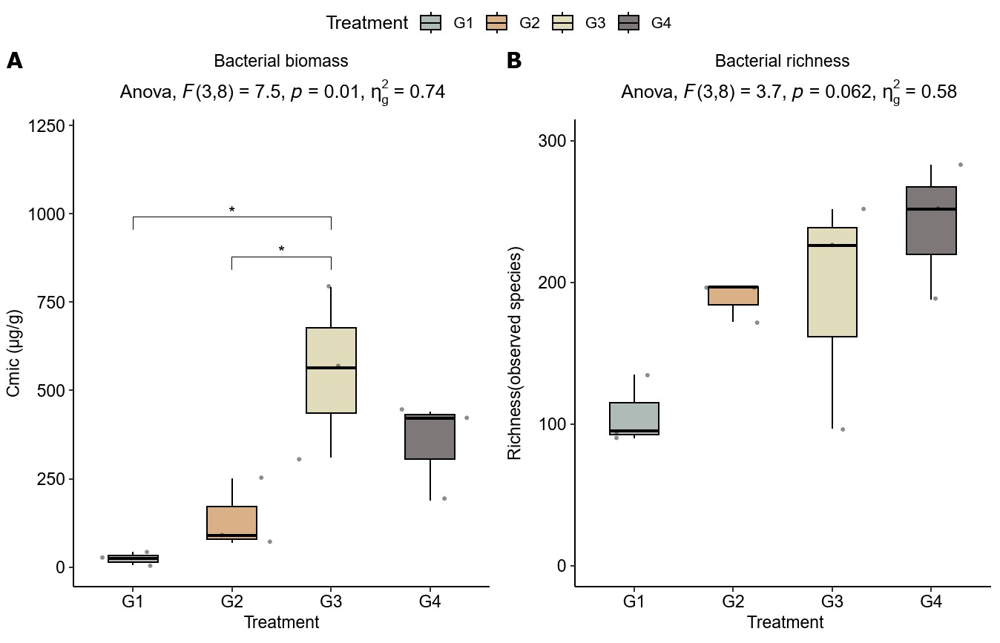 Treatment G1 G2 G3 G4
A
Bacterial biomass
Anova, F(3,8) = 7.5, p = 0.01, η²g = 0.74
1250
1000
750
500
250
0
Cmic (µg/g)
*
*
G1 G2 G3 G4
Treatment
B
Bacterial richness
Anova, F(3,8) = 3.7, p = 0.062, η²g = 0.58
300
200
100
0
Richness(observed species)
G1 G2 G3 G4
Treatment